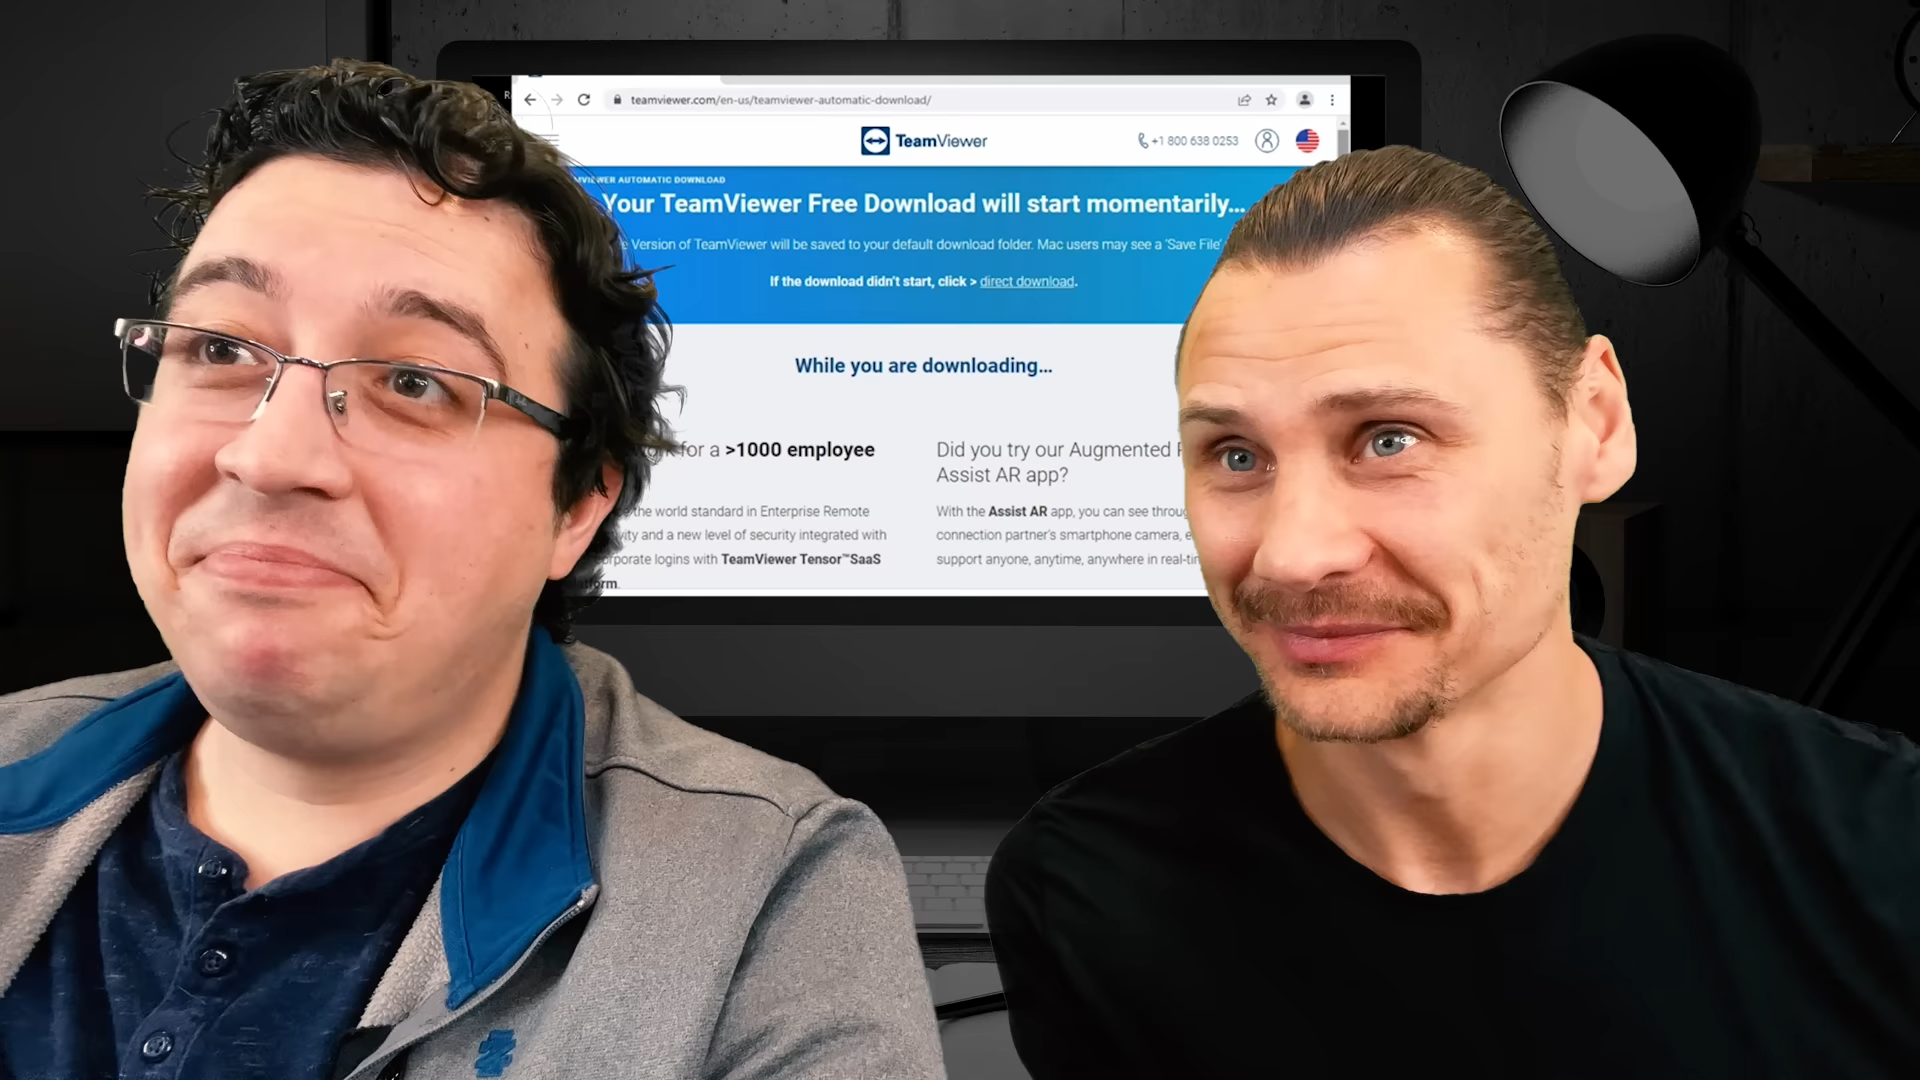 teamviewer.com/en-us/teamviewer-automatic-download/
TeamViewer
+1 800 638 0253
AUTOMATIC DOWNLOAD
Your TeamViewer Free Download will start momentarily...
Version of TeamViewer will be saved to your default download folder. Mac users may see a 'Save File'
If the download didn't start, click > direct download.
While you are downloading...
for a >1000 employee
Did you try our Augmented
Assist AR app?
the world standard in Enterprise Remote
and a new level of security integrated with
logins with TeamViewer Tensor™SaaS
With the Assist AR app, you can see
connection partner's smartphone camera,
support anyone, anytime, anywhere in